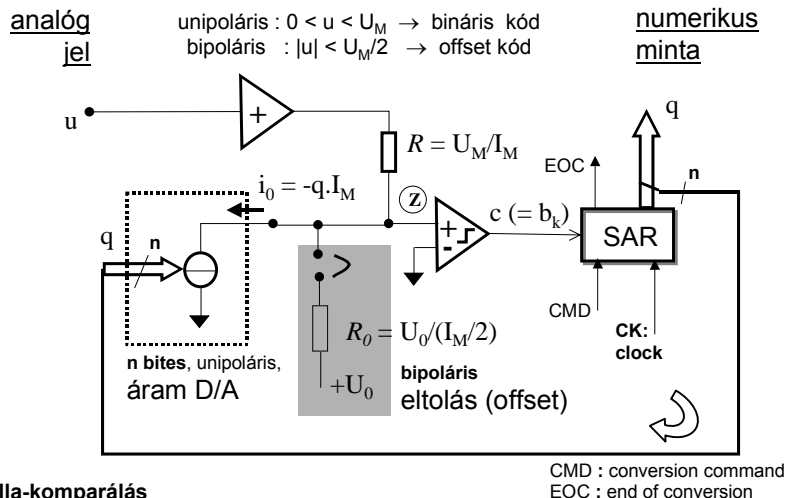 analóg
jel
unipoláris : 0 < u < U_M → bináris kód
bipoláris : |u| < U_M/2 → offset kód
numerikus
minta
u
+
R = U_M/I_M
q
n
EOC
i_0 = -q.I_M
z
+
-
c (= b_k)
SAR
q
n
CMD
CK:
clock
R_0 = U_0/(I_M/2)
n bites, unipoláris,
áram D/A
+U_0
bipoláris
eltolás (offset)
CMD : conversion command
lla-komparálás
EOC : end of conversion